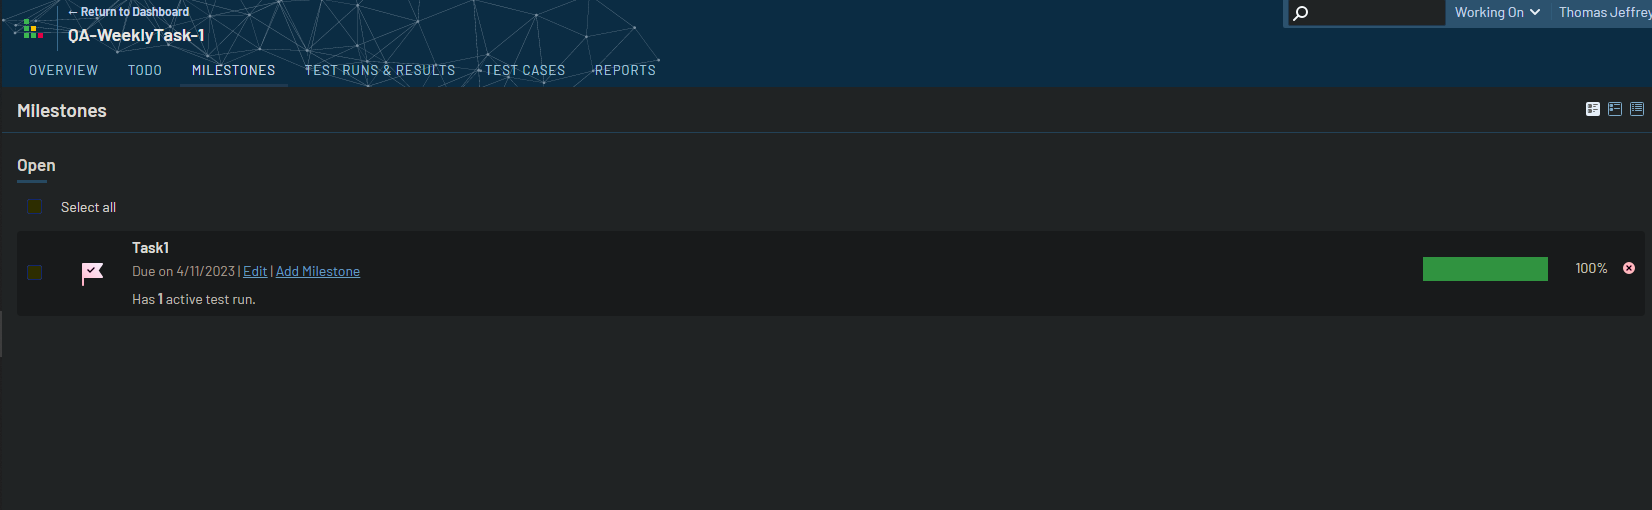 ← Return to Dashboard
QA-WeeklyTask-1
Working On
Thomas Jeffrey
OVERVIEW TODO MILESTONES TEST RUNS & RESULTS TEST CASES REPORTS
Milestones
Open
Select all
Task1
Due on 4/11/2023 | Edit | Add Milestone
Has 1 active test run.
100%